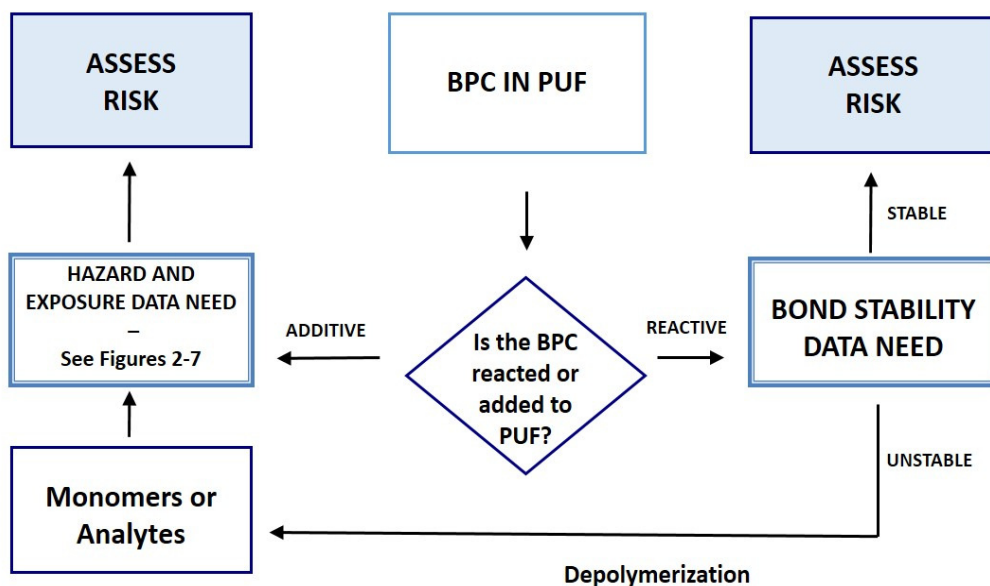 ASSESS
RISK
BPC IN PUF
ASSESS
RISK
STABLE
HAZARD AND
EXPOSURE DATA NEED
–
See Figures 2-7
ADDITIVE
Is the BPC
reacted or
added to
PUF?
REACTIVE
BOND STABILITY
DATA NEED
Monomers or
Analytes
UNSTABLE
Depolymerization